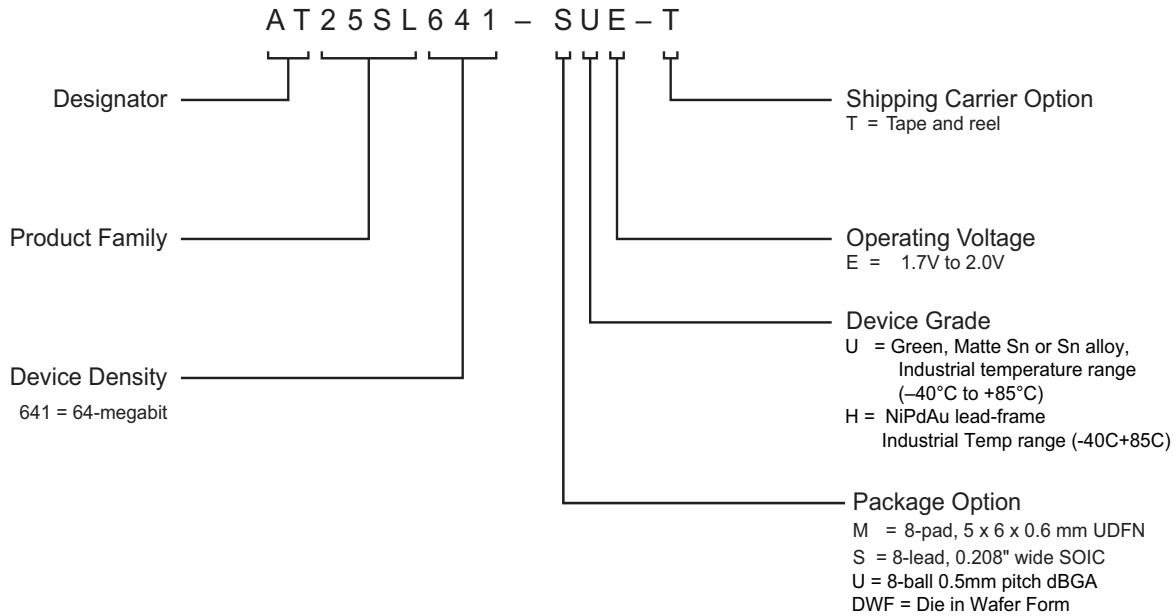 AT25SL641 – SUE–T
Designator
Product Family
Device Density
641 = 64-megabit
Shipping Carrier Option
T = Tape and reel
Operating Voltage
E = 1.7V to 2.0V
Device Grade
U = Green, Matte Sn or Sn alloy,
Industrial temperature range
(–40°C to +85°C)
H = NiPdAu lead-frame
Industrial Temp range (-40C+85C)
Package Option
M = 8-pad, 5 x 6 x 0.6 mm UDFN
S = 8-lead, 0.208" wide SOIC
U = 8-ball 0.5mm pitch dBGA
DWF = Die in Wafer Form